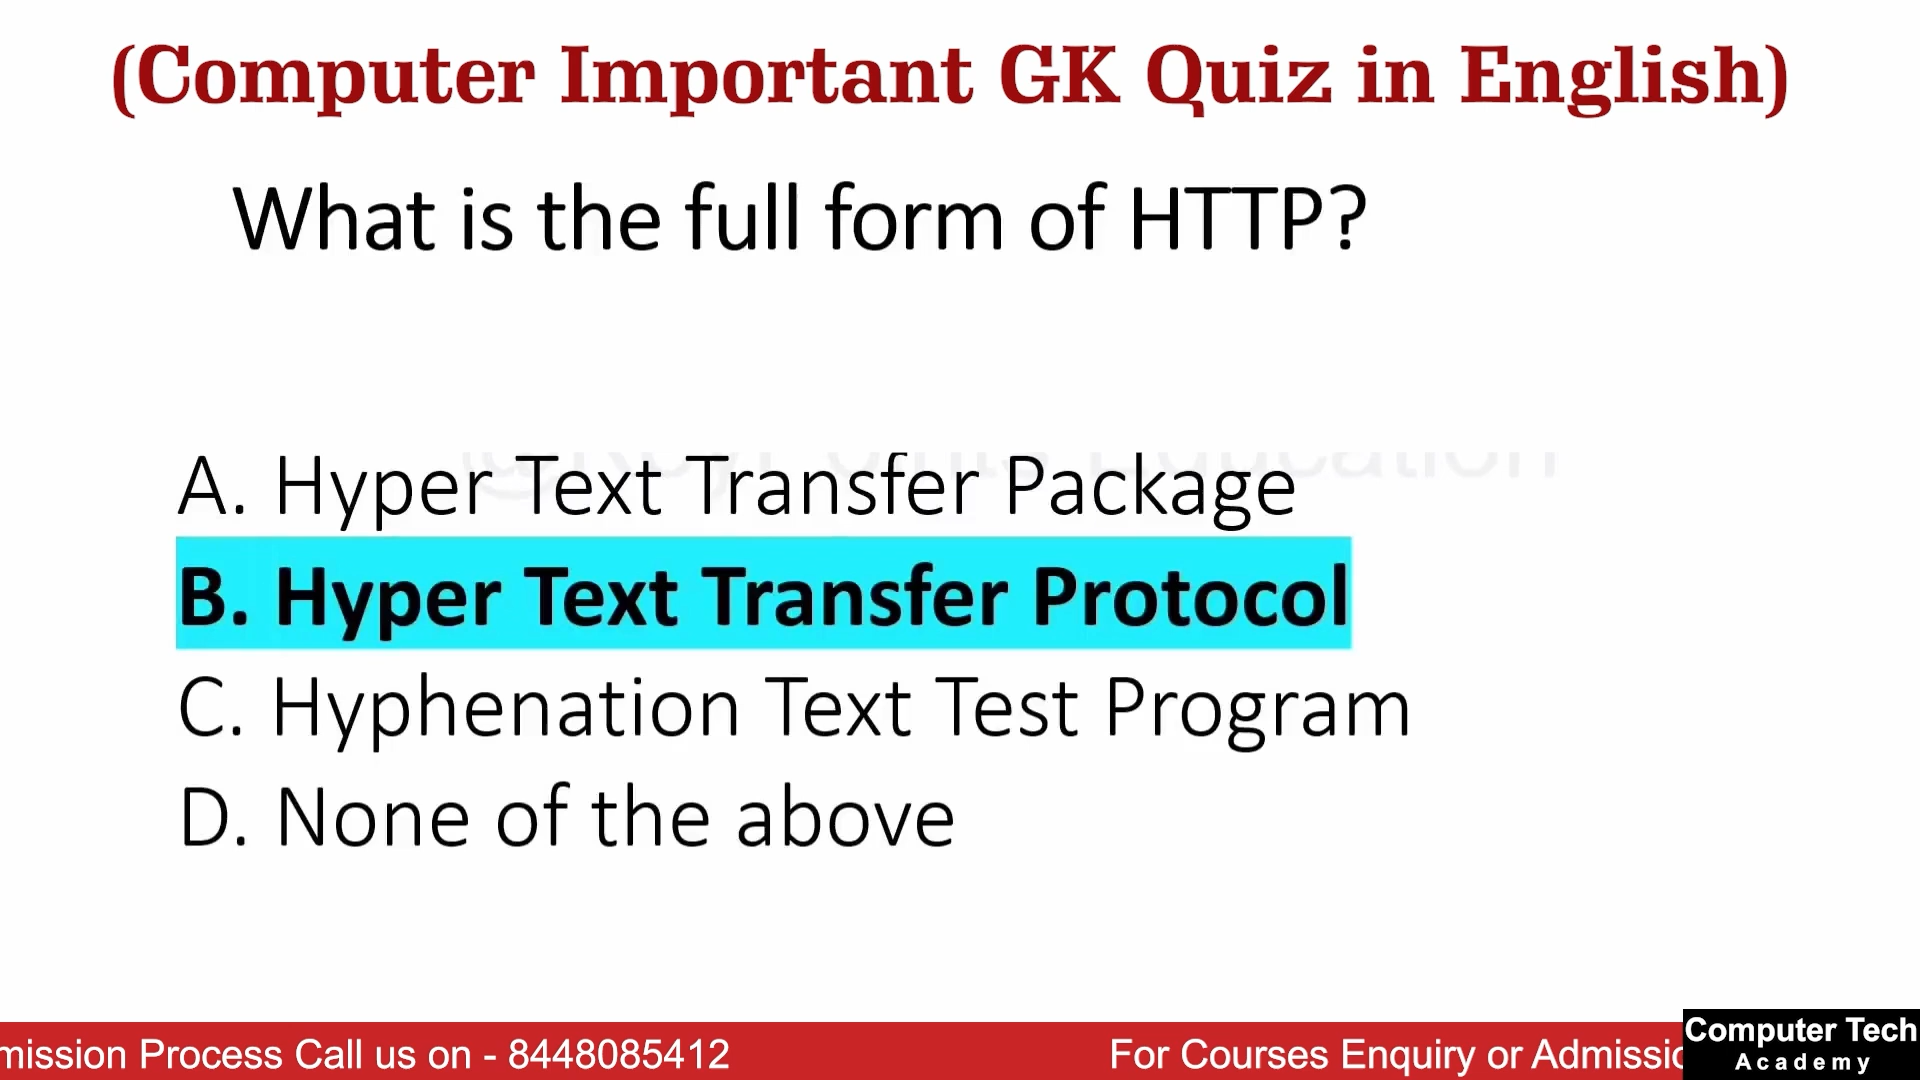 (Computer Important GK Quiz in English)
What is the full form of HTTP?
A. Hyper Text Transfer Package
B. Hyper Text Transfer Protocol
C. Hyphenation Text Test Program
D. None of the above
mission Process Call us on - 8448085412 For Courses Enquiry or Admissio
Computer Tech
Academy